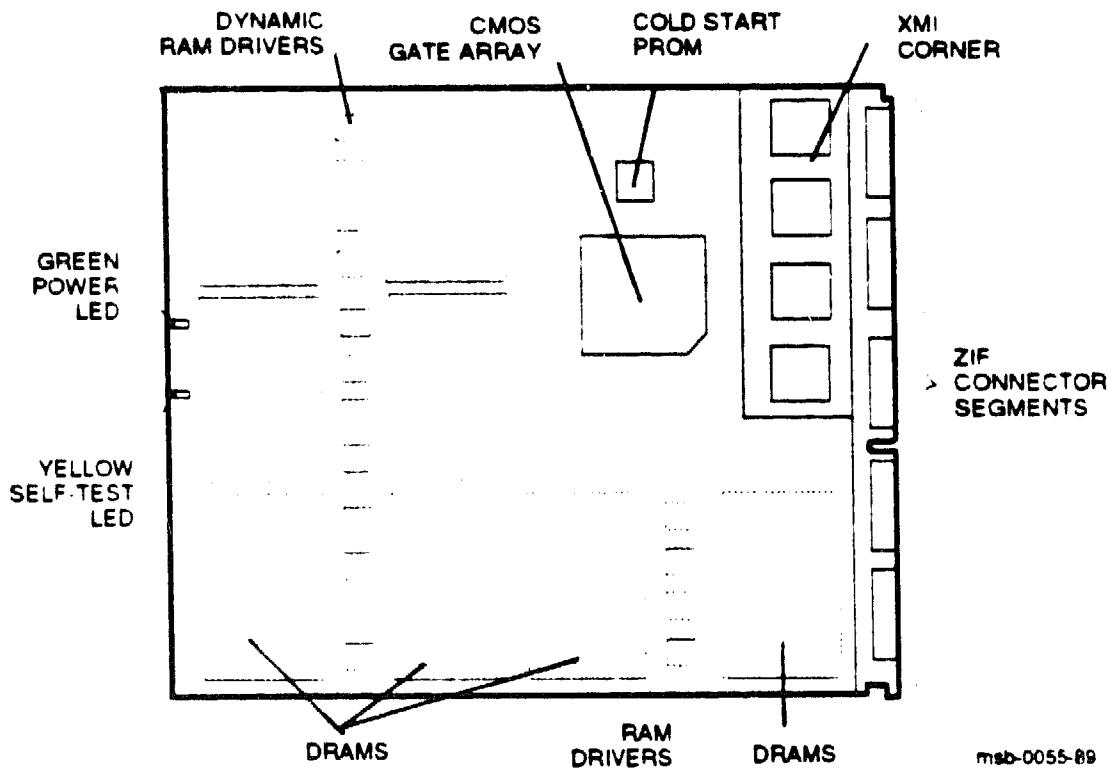 DYNAMIC
RAM DRIVERS
CMOS
GATE ARRAY
COLD START
PROM
XMI
CORNER
GREEN
POWER
LED
ZIF
CONNECTOR
SEGMENTS
YELLOW
SELF-TEST
LED
DRAMS
RAM
DRIVERS
DRAMS
msb-0055-89